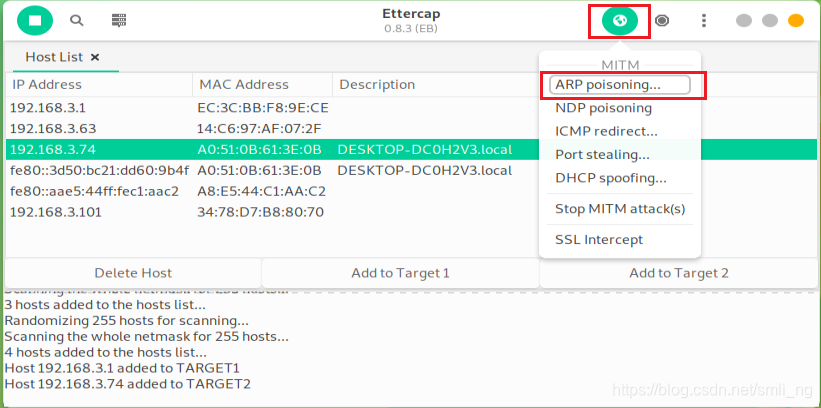 Ettercap
0.8.3 (EB)
Host List ×
IP Address MAC Address Description
192.168.3.1 EC:3C:BB:F8:9E:CE
192.168.3.63 14:C6:97:AF:07:2F
192.168.3.74 A0:51:0B:61:3E:0B DESKTOP-DC0H2V3.local
fe80::3d50:bc21:dd60:9b4f A0:51:0B:61:3E:0B DESKTOP-DC0H2V3.local
fe80::aae5:44ff:fec1:aac2 A8:E5:44:C1:AA:C2
192.168.3.101 34:78:D7:B8:80:70
MITM
ARP poisoning...
NDP poisoning
ICMP redirect...
Port stealing...
DHCP spoofing...
Stop MITM attack(s)
SSL Intercept
Delete Host Add to Target 1 Add to Target 2
Scanning the whole netmask for 255 hosts...
3 hosts added to the hosts list...
Randomizing 255 hosts for scanning...
Scanning the whole netmask for 255 hosts...
4 hosts added to the hosts list...
Host 192.168.3.1 added to TARGET1
Host 192.168.3.74 added to TARGET2
https://blog.csdn.net/smli_ng